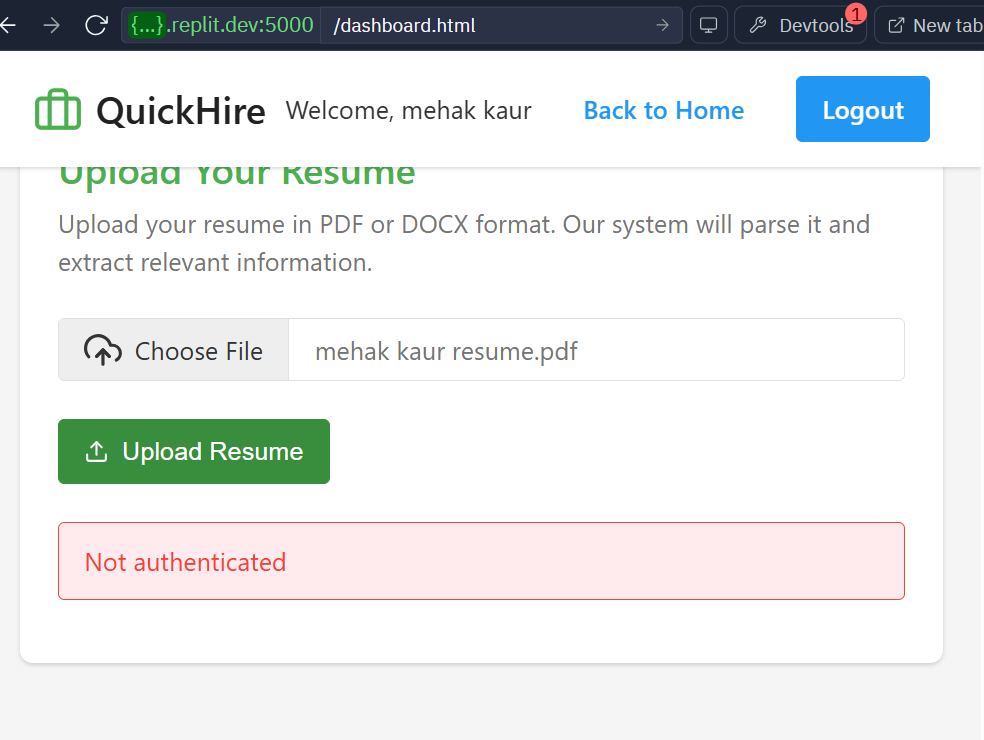 {...}.replit.dev:5000 /dashboard.html Devtools 1 New tab
QuickHire Welcome, mehak kaur Back to Home Logout
Upload Your Resume
Upload your resume in PDF or DOCX format. Our system will parse it and
extract relevant information.
Choose File mehak kaur resume.pdf
Upload Resume
Not authenticated